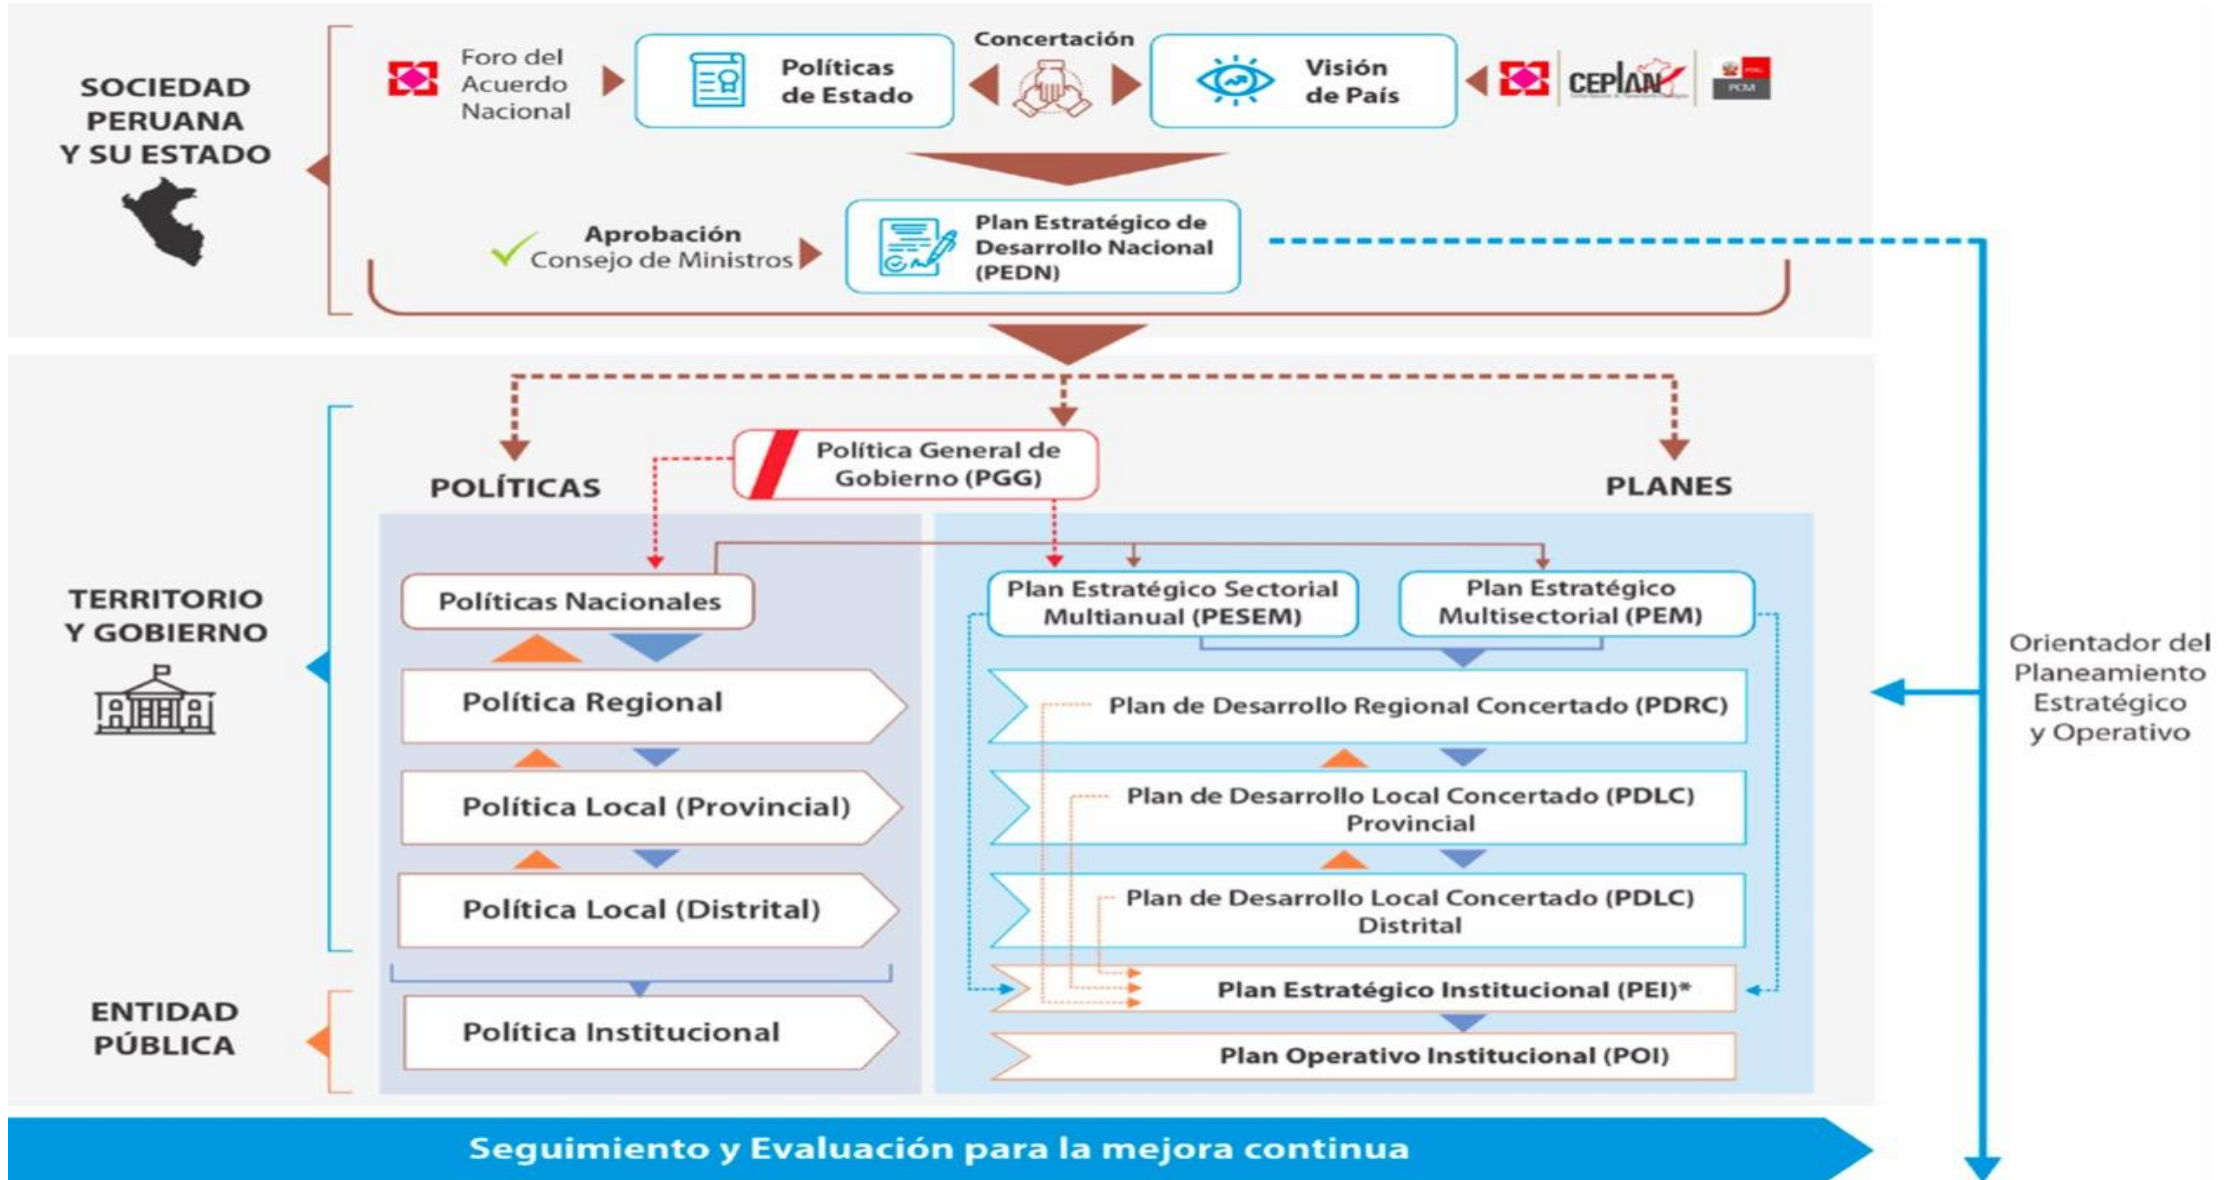 SOCIEDAD
PERUANA
Y SU ESTADO
Foro del
Acuerdo
Nacional
Políticas
de Estado
Concertación
Visión
de País
CEPLAN
PCM
Aprobación
Consejo de Ministros
Plan Estratégico de
Desarrollo Nacional
(PEDN)
POLÍTICAS
Política General de
Gobierno (PGG)
PLANES
TERRITORIO
Y GOBIERNO
Políticas Nacionales
Plan Estratégico Sectorial
Multianual (PESEM)
Plan Estratégico
Multisectorial (PEM)
Política Regional
Plan de Desarrollo Regional Concertado (PDRC)
Política Local (Provincial)
Plan de Desarrollo Local Concertado (PDLC)
Provincial
Política Local (Distrital)
Plan de Desarrollo Local Concertado (PDLC)
Distrital
Orientador del
Planeamiento
Estratégico
y Operativo
ENTIDAD
PÚBLICA
Política Institucional
Plan Estratégico Institucional (PEI)*
Plan Operativo Institucional (POI)
Seguimiento y Evaluación para la mejora continua